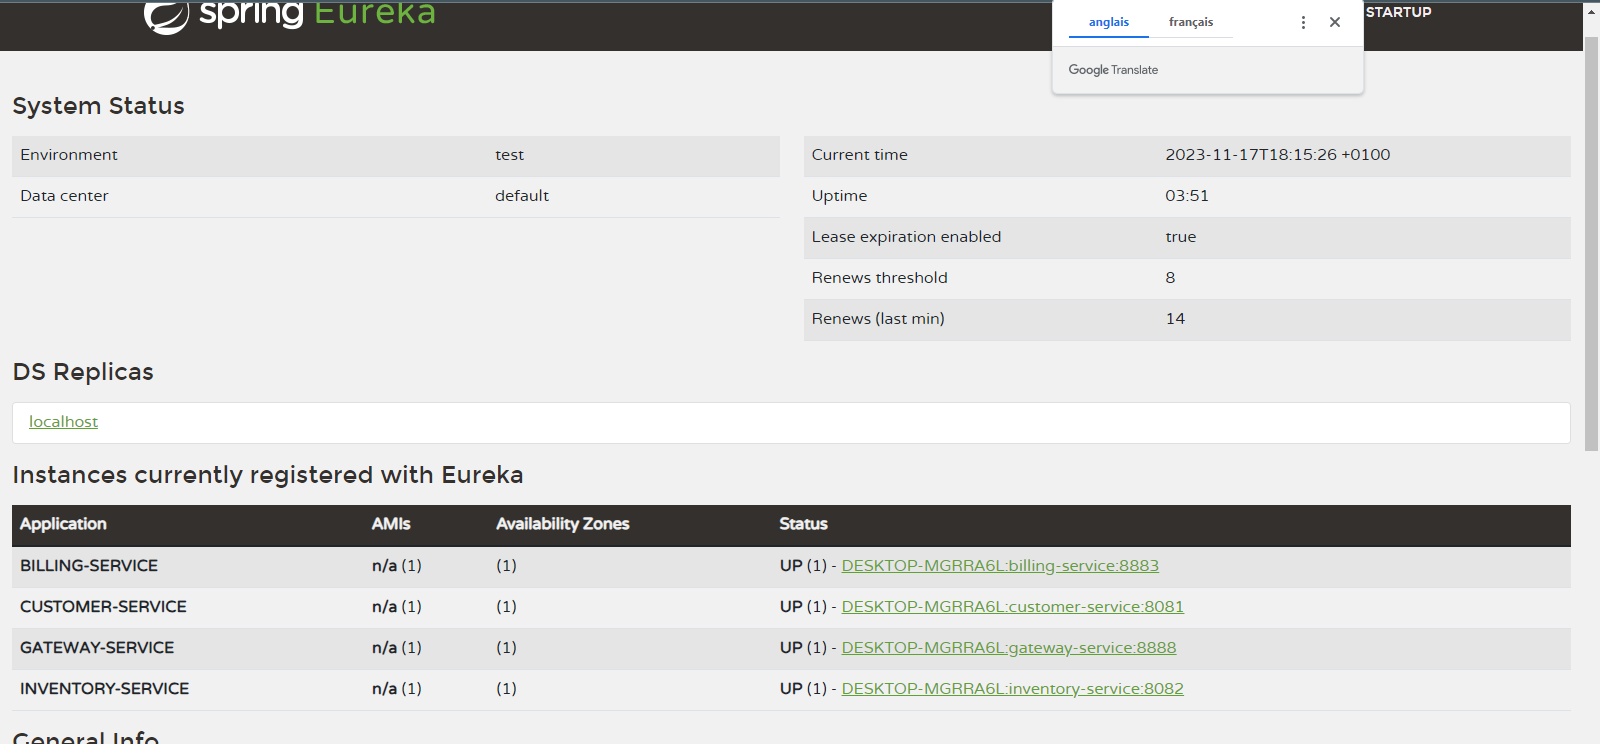 spring Eureka
anglais français
STARTUP
Google Translate
System Status
Environment test
Data center default
Current time 2023-11-17T18:15:26 +0100
Uptime 03:51
Lease expiration enabled true
Renews threshold 8
Renews (last min) 14
DS Replicas
localhost
Instances currently registered with Eureka
Application AMIs Availability Zones Status
BILLING-SERVICE n/a (1) (1) UP (1) - DESKTOP-MGRRA6L:billing-service:8883
CUSTOMER-SERVICE n/a (1) (1) UP (1) - DESKTOP-MGRRA6L:customer-service:8081
GATEWAY-SERVICE n/a (1) (1) UP (1) - DESKTOP-MGRRA6L:gateway-service:8888
INVENTORY-SERVICE n/a (1) (1) UP (1) - DESKTOP-MGRRA6L:inventory-service:8082
General Info